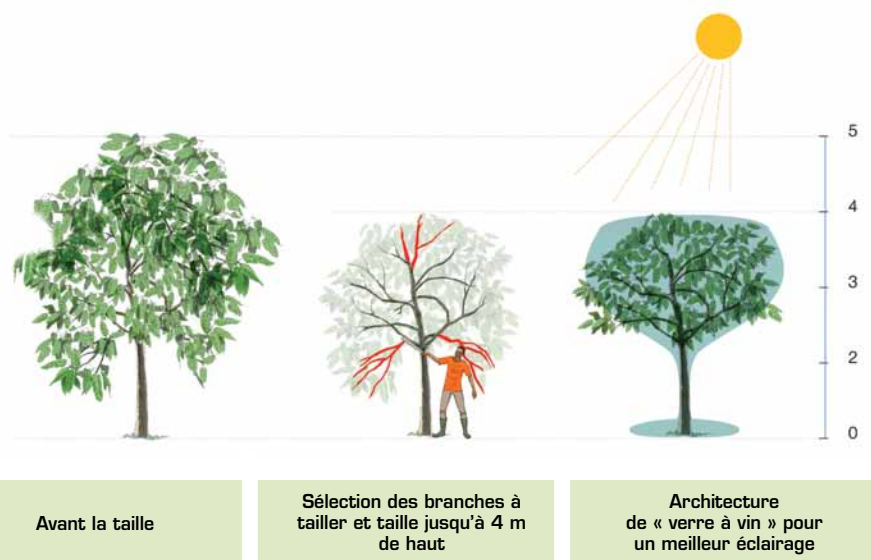 5
4
3
2
0
Avant la taille
Sélection des branches à
tailler et taille jusqu'à 4 m
de haut
Architecture
de « verre à vin » pour
un meilleur éclairage